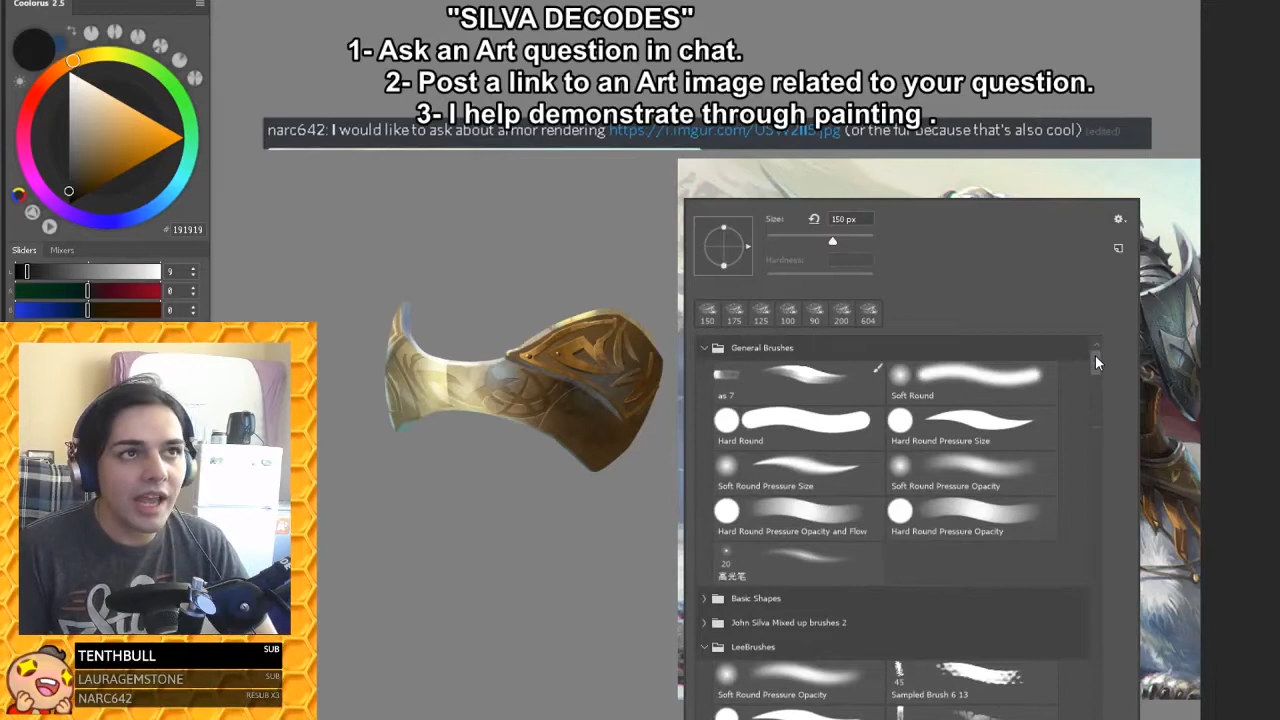 Coolorus 2.5
"SILVA DECODES"
1- Ask an Art question in chat.
2- Post a link to an Art image related to your question.
3- I help demonstrate through painting .
narc642: I would like to ask about armor rendering (or the fur because that's also cool) (edited)
# 191919
Sliders Mixers
L 9
A 0
B 0
Size: 150 px
Hardness:
150 175 125 100 90 200 604
General Brushes
as 7
Soft Round
Hard Round
Hard Round Pressure Size
Soft Round Pressure Size
Soft Round Pressure Opacity
Hard Round Pressure Opacity and Flow
Hard Round Pressure Opacity
20
高光笔
Basic Shapes
John Silva Mixed up brushes 2
LeeBrushes
Soft Round Pressure Opacity
45
Sampled Brush 6 13
TENTHBULL SUB
LAURAGEMSTONE SUB
NARC642 RESUB X3